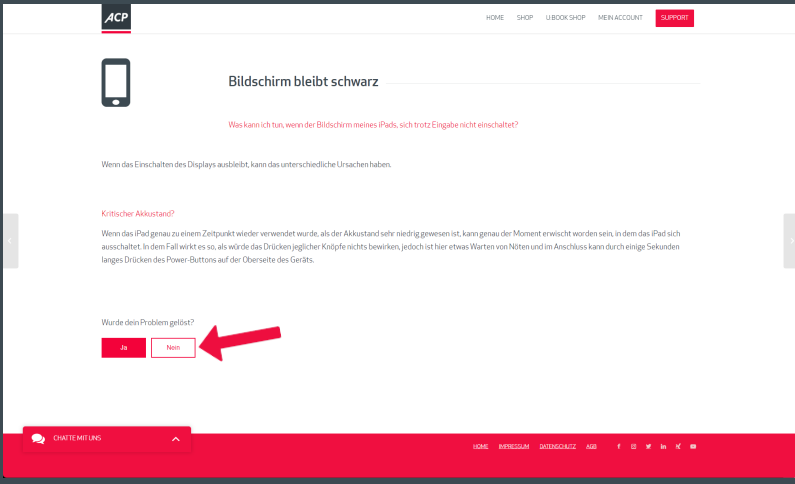 ACP
HOME SHOP U:BOOK SHOP MEIN ACCOUNT SUPPORT
Bildschirm bleibt schwarz
Was kann ich tun, wenn der Bildschirm meines iPads, sich trotz Eingabe nicht einschaltet?
Wenn das Einschalten des Displays ausbleibt, kann das unterschiedliche Ursachen haben.
Kritischer Akkustand?
Wenn das iPad genau zu einem Zeitpunkt wieder verwendet wurde, als der Akkustand sehr niedrig gewesen ist, kann genau der Moment erwischt worden sein, in dem das iPad sich
ausschaltet. In dem Fall wirkt es so, als würde das Drücken jeglicher Knöpfe nichts bewirken, jedoch ist hier etwas Warten von Nöten und im Anschluss kann durch einige Sekunden
langes Drücken des Power-Buttons auf der Oberseite des Geräts.
Wurde dein Problem gelöst?
Ja Nein
CHATTE MIT UNS
HOME IMPRESSUM DATENSCHUTZ AGB